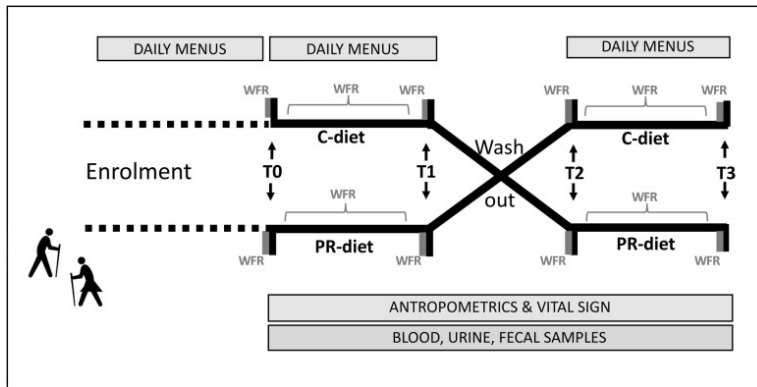 DAILY MENUS DAILY MENUS DAILY MENUS
WFR WFR WFR WFR WFR WFR
C-diet Wash C-diet
Enrolment T0 T1 T2 T3
out
WFR WFR
PR-diet PR-diet
WFR WFR WFR WFR
ANTROPOMETRICS & VITAL SIGN
BLOOD, URINE, FECAL SAMPLES